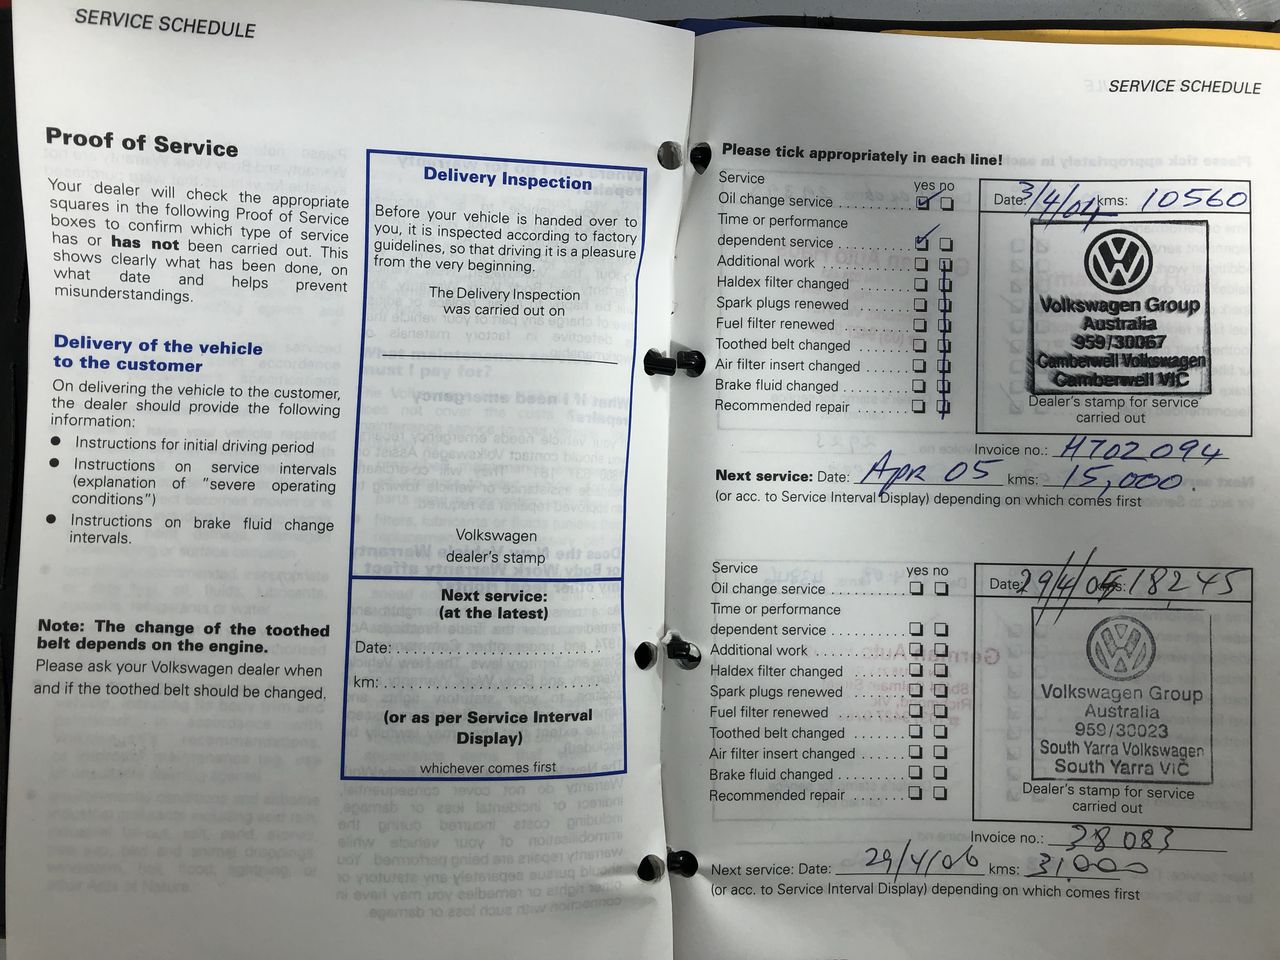 SERVICE SCHEDULE
Proof of Service
Your dealer will check the appropriate
squares in the following Proof of Service
boxes to confirm which type of service
has or has not been carried out. This
shows clearly what has been done, on
what date and helps prevent
misunderstandings.
Delivery of the vehicle
to the customer
On delivering the vehicle to the customer,
the dealer should provide the following
information:
● Instructions for initial driving period
● Instructions on service intervals
(explanation of "severe operating
conditions")
● Instructions on brake fluid change
intervals.
Note: The change of the toothed
belt depends on the engine.
Please ask your Volkswagen dealer when
and if the toothed belt should be changed.
Delivery Inspection
Before your vehicle is handed over to
you, it is inspected according to factory
guidelines, so that driving it is a pleasure
from the very beginning.
The Delivery Inspection
was carried out on
Volkswagen
dealer's stamp
Next service:
(at the latest)
Date:
km:
(or as per Service Interval
Display)
whichever comes first
SERVICE SCHEDULE
Please tick appropriately in each line!
Service yes no
Oil change service
Time or performance
dependent service
Additional work
Haldex filter changed
Spark plugs renewed
Fuel filter renewed
Toothed belt changed
Air filter insert changed
Brake fluid changed
Recommended repair
Date: 3/4/04 kms: 10560
Volkswagen Group
Australia
959/30067
Camberwell Volkswagen
Camberwell VIC
Dealer's stamp for service
carried out
Invoice no.: H702094
Next service: Date: Apr 05 kms: 15,000.
(or acc. to Service Interval Display) depending on which comes first
Service yes no
Oil change service
Time or performance
dependent service
Additional work
Haldex filter changed
Spark plugs renewed
Fuel filter renewed
Toothed belt changed
Air filter insert changed
Brake fluid changed
Recommended repair
Date: 29/4/05 kms: 18245
Volkswagen Group
Australia
959/30023
South Yarra Volkswagen
South Yarra VIC
Dealer's stamp for service
carried out
Invoice no.: 38083
Next service: Date: 29/4/06 kms: 31,000
(or acc. to Service Interval Display) depending on which comes first